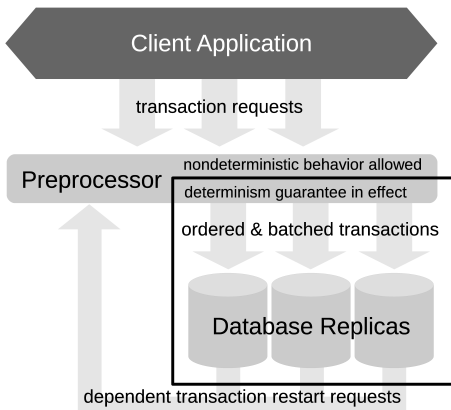 Client Application
transaction requests
nondeterministic behavior allowed
Preprocessor
determinism guarantee in effect
ordered & batched transactions
Database Replicas
dependent transaction restart requests